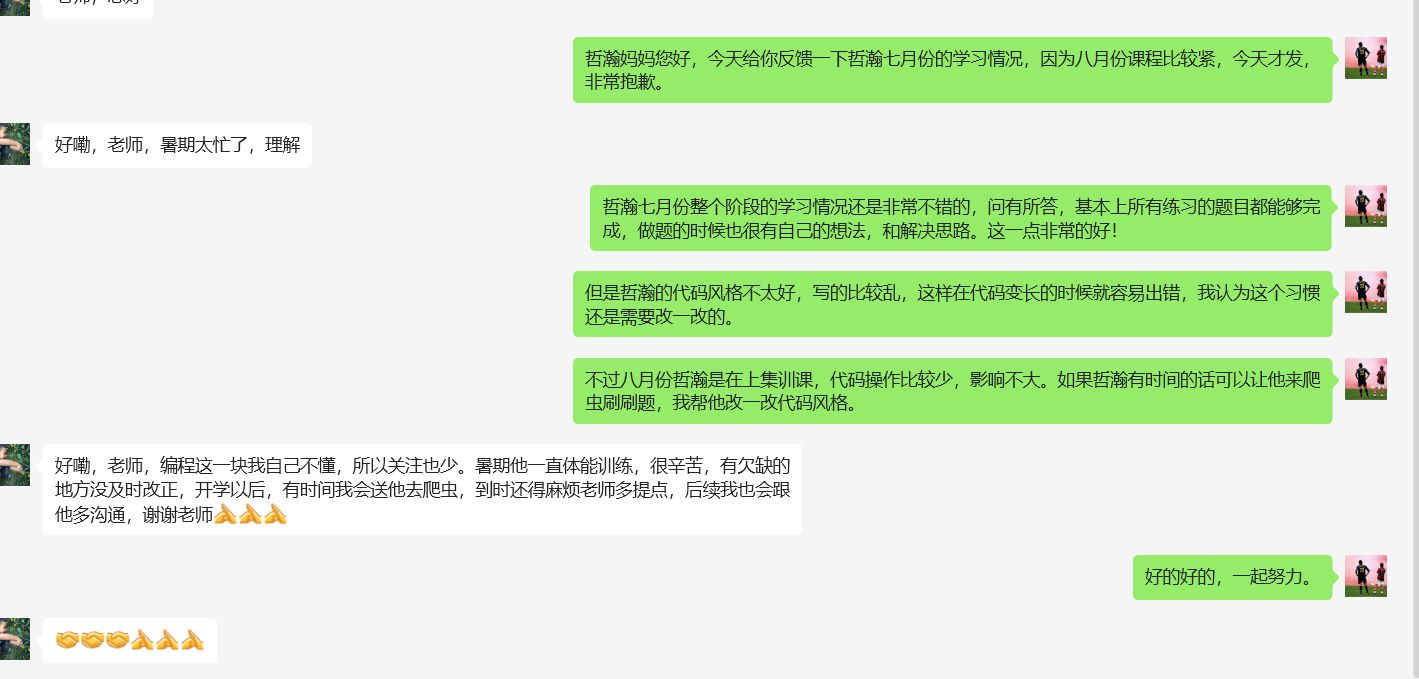 老师，您好
哲瀚妈妈您好，今天给你反馈一下哲瀚七月份的学习情况，因为八月份课程比较紧，今天才发，
非常抱歉。
好嘞，老师，暑期太忙了，理解
哲瀚七月份整个阶段的学习情况还是非常不错的，问有所答，基本上所有练习的题目都能够完
成，做题的时候也很有自己的想法，和解决思路。这一点非常的好！
但是哲瀚的代码风格不太好，写的比较乱，这样在代码变长的时候就容易出错，我认为这个习惯
还是需要改一改的。
不过八月份哲瀚是在上集训课，代码操作比较少，影响不大。如果哲瀚有时间的话可以让他来爬
虫刷刷题，我帮他改一改代码风格。
好嘞，老师，编程这一块我自己不懂，所以关注也少。暑期他一直体能训练，很辛苦，有欠缺的
地方没及时改正，开学以后，有时间我会送他去爬虫，到时还得麻烦老师多提点，后续我也会跟
他多沟通，谢谢老师🙏🙏🙏
好的好的，一起努力。
🤝🤝🤝🙏🙏🙏